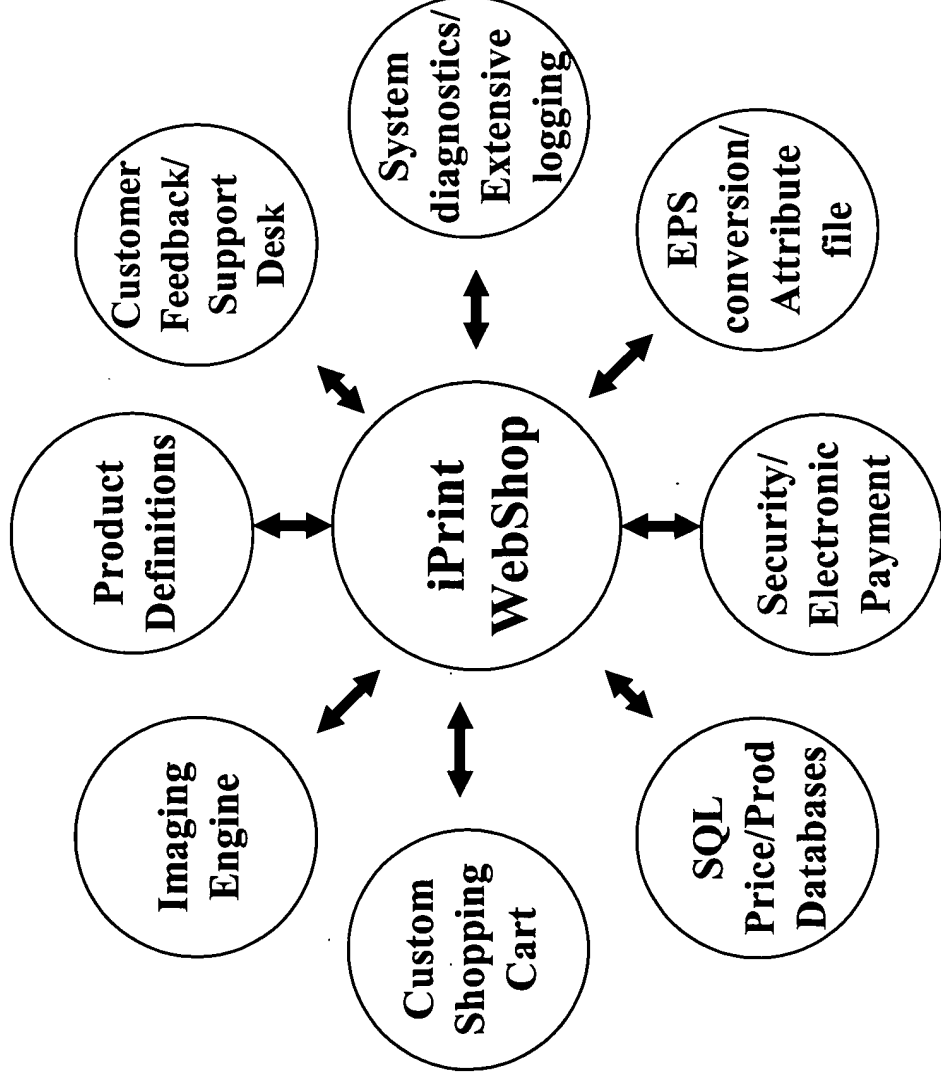 Customer
Feedback/
Support
Desk
System
diagnostics/
Extensive
logging
EPS
conversion/
Attribute
file
Product
Definitions
iPrint
WebShop
Security/
Electronic
Payment
Imaging
Engine
Custom
Shopping
Cart
SQL
Price/Prod
Databases